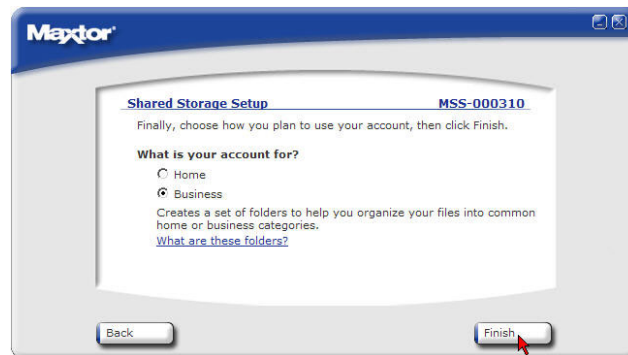 Maxtor
Shared Storage Setup MSS-000310
Finally, choose how you plan to use your account, then click Finish.
What is your account for?
Home
Business
Creates a set of folders to help you organize your files into common
home or business categories.
What are these folders?
Back Finish